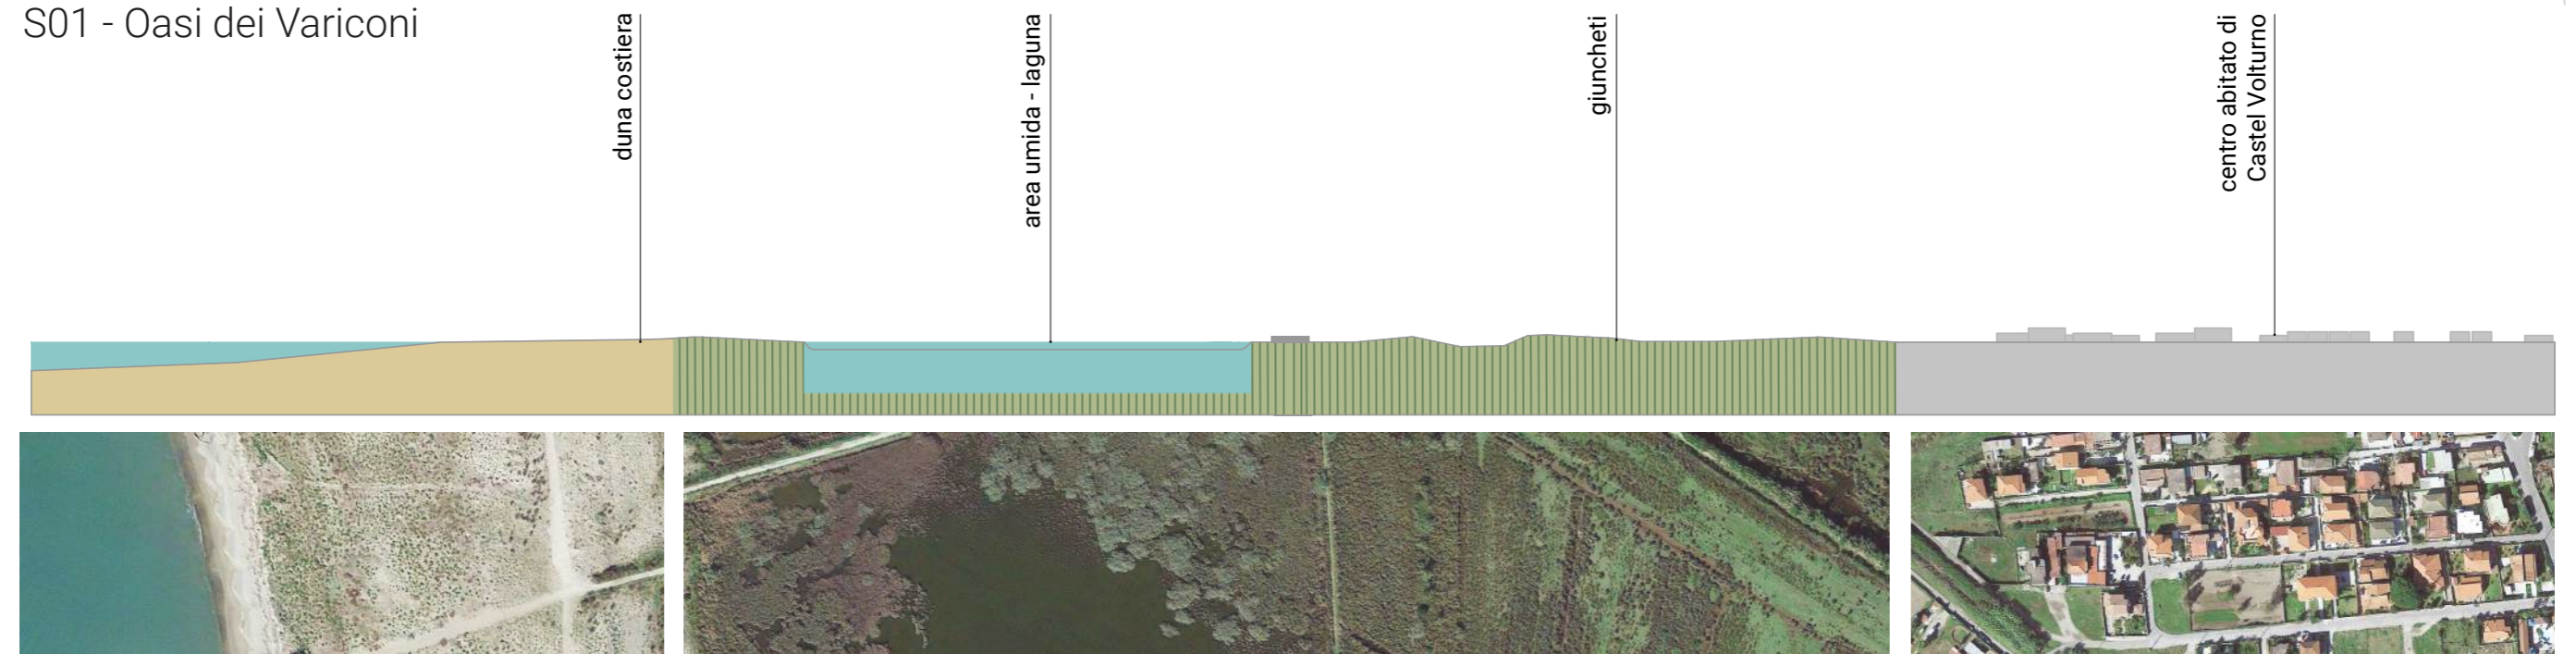 S01 - Oasi dei Variconi
duna costiera
area umida - laguna
giuncheti
centro abitato di
Castel Volturno